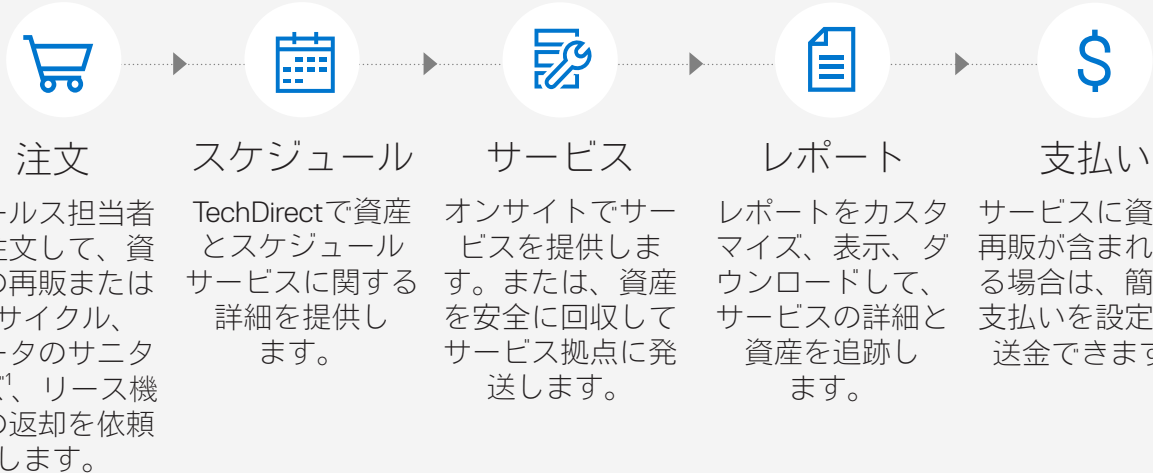 注文
ールス担当者
注文して、資
の再販または
サイクル、
ータのサニタ
ズ¹、リース機
の返却を依頼
します。
スケジュール
TechDirectで資産
とスケジュール
サービスに関する
詳細を提供し
ます。
サービス
オンサイトでサー
ビスを提供しま
す。または、資産
を安全に回収して
サービス拠点に発
送します。
レポート
レポートをカスタ
マイズ、表示、ダ
ウンロードして、
サービスの詳細と
資産を追跡し
ます。
支払い
サービスに資
再販が含まれ
る場合は、簡
支払いを設定
送金できます